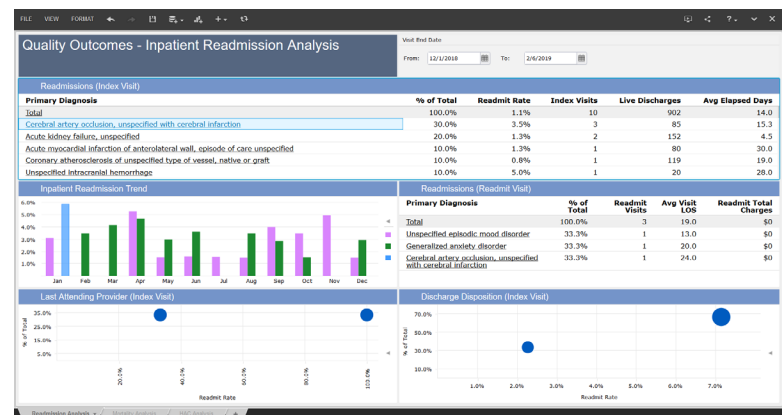 FILE VIEW FORMAT
Quality Outcomes - Inpatient Readmission Analysis
Visit End Date
From: 12/1/2018 To: 2/6/2019
Readmissions (Index Visit)
Primary Diagnosis % of Total Readmit Rate Index Visits Live Discharges Avg Elapsed Days
Total 100.0% 1.1% 10 902 14.0
Cerebral artery occlusion, unspecified with cerebral infarction 30.0% 3.5% 3 85 15.3
Acute kidney failure, unspecified 20.0% 1.3% 2 152 4.5
Acute myocardial infarction of anterolateral wall, episode of care unspecified 10.0% 1.3% 1 80 30.0
Coronary atherosclerosis of unspecified type of vessel, native or graft 10.0% 0.8% 1 119 19.0
Unspecified intracranial hemorrhage 10.0% 5.0% 1 20 28.0
Inpatient Readmission Trend
6.0%
5.0%
4.0%
3.0%
2.0%
1.0%
Jan Feb Mar Apr May Jun Jul Aug Sep Oct Nov Dec
Readmissions (Readmit Visit)
Primary Diagnosis % of Total Readmit Visits Avg Visit LOS Readmit Total Charges
Total 100.0% 3 19.0 $0
Unspecified episodic mood disorder 33.3% 1 13.0 $0
Generalized anxiety disorder 33.3% 1 20.0 $0
Cerebral artery occlusion, unspecified 33.3% 1 24.0 $0
with cerebral infarction
Last Attending Provider (Index Visit)
% of Total
35.0%
25.0%
15.0%
5.0%
20.0% 40.0% 60.0% 80.0% 100.0%
Readmit Rate
Discharge Disposition (Index Visit)
% of Total
70.0%
50.0%
30.0%
10.0%
1.0% 2.0% 3.0% 4.0% 5.0% 6.0% 7.0%
Readmit Rate
Readmission Analysis Mortality Analysis HAC Analysis